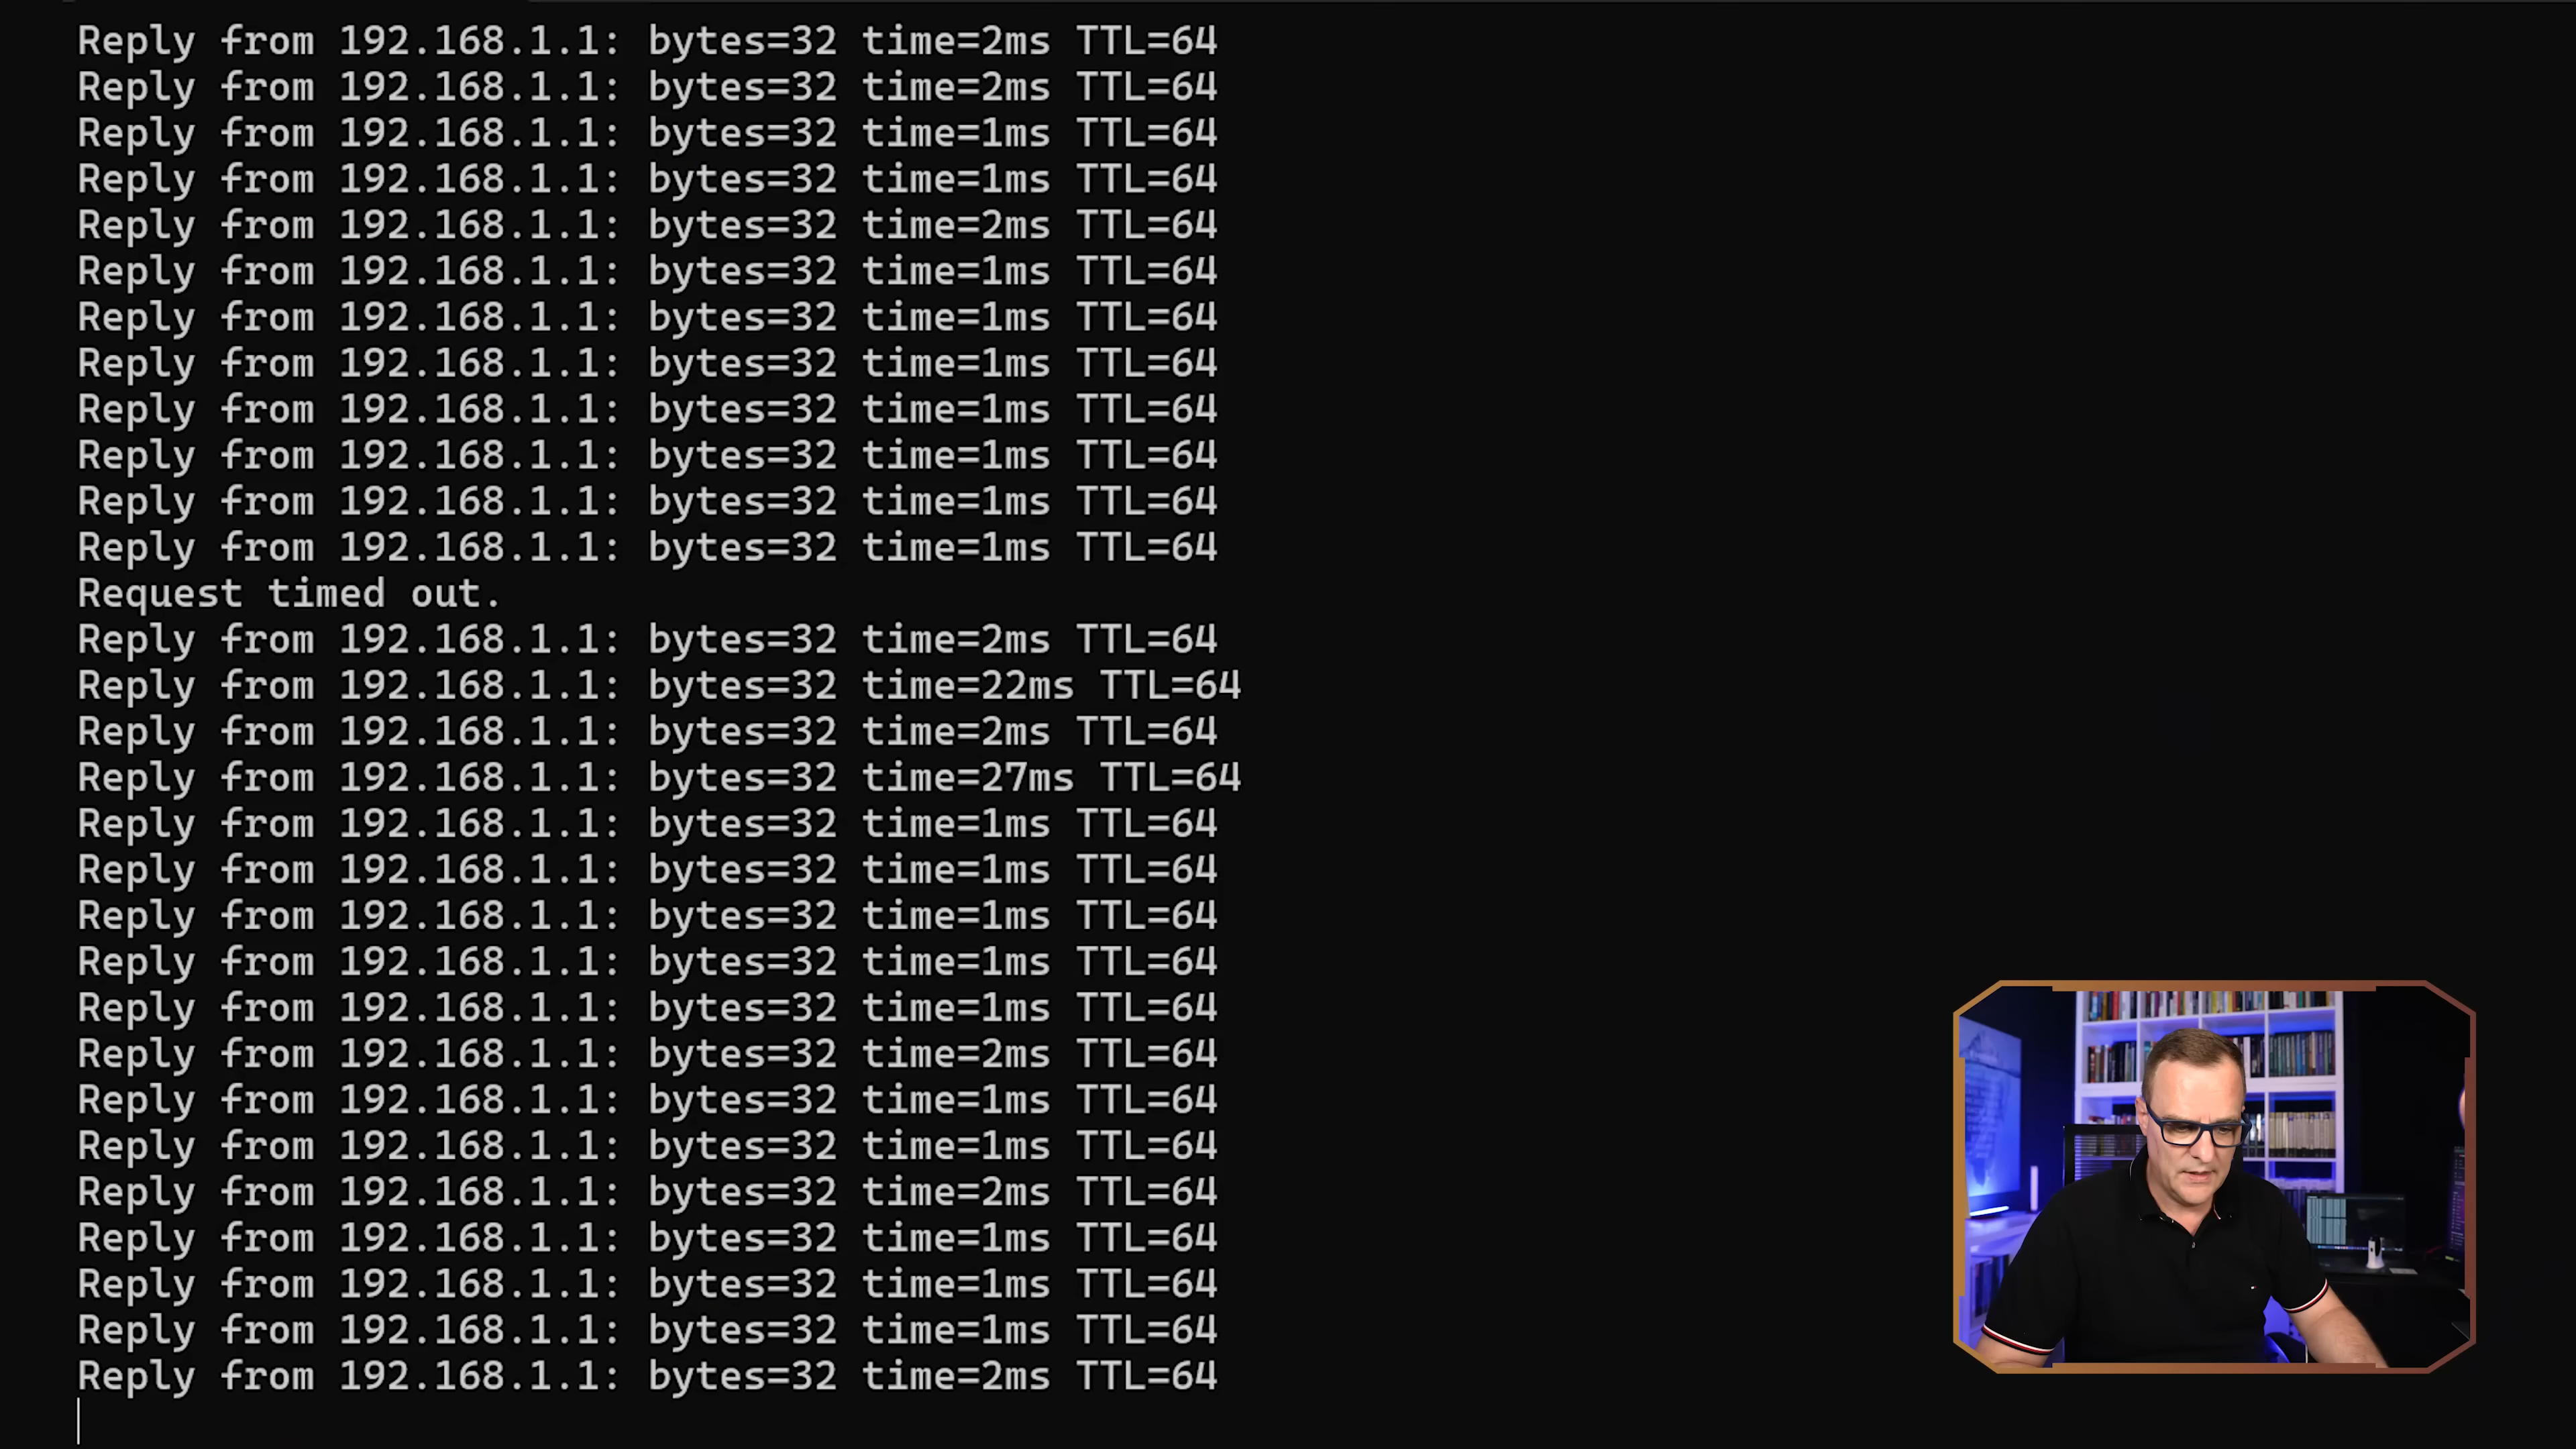 Reply from 192.168.1.1: bytes=32 time=2ms TTL=64
Reply from 192.168.1.1: bytes=32 time=2ms TTL=64
Reply from 192.168.1.1: bytes=32 time=1ms TTL=64
Reply from 192.168.1.1: bytes=32 time=1ms TTL=64
Reply from 192.168.1.1: bytes=32 time=2ms TTL=64
Reply from 192.168.1.1: bytes=32 time=1ms TTL=64
Reply from 192.168.1.1: bytes=32 time=1ms TTL=64
Reply from 192.168.1.1: bytes=32 time=1ms TTL=64
Reply from 192.168.1.1: bytes=32 time=1ms TTL=64
Reply from 192.168.1.1: bytes=32 time=1ms TTL=64
Reply from 192.168.1.1: bytes=32 time=1ms TTL=64
Reply from 192.168.1.1: bytes=32 time=1ms TTL=64
Request timed out.
Reply from 192.168.1.1: bytes=32 time=2ms TTL=64
Reply from 192.168.1.1: bytes=32 time=22ms TTL=64
Reply from 192.168.1.1: bytes=32 time=2ms TTL=64
Reply from 192.168.1.1: bytes=32 time=27ms TTL=64
Reply from 192.168.1.1: bytes=32 time=1ms TTL=64
Reply from 192.168.1.1: bytes=32 time=1ms TTL=64
Reply from 192.168.1.1: bytes=32 time=1ms TTL=64
Reply from 192.168.1.1: bytes=32 time=1ms TTL=64
Reply from 192.168.1.1: bytes=32 time=1ms TTL=64
Reply from 192.168.1.1: bytes=32 time=2ms TTL=64
Reply from 192.168.1.1: bytes=32 time=1ms TTL=64
Reply from 192.168.1.1: bytes=32 time=1ms TTL=64
Reply from 192.168.1.1: bytes=32 time=2ms TTL=64
Reply from 192.168.1.1: bytes=32 time=1ms TTL=64
Reply from 192.168.1.1: bytes=32 time=1ms TTL=64
Reply from 192.168.1.1: bytes=32 time=1ms TTL=64
Reply from 192.168.1.1: bytes=32 time=2ms TTL=64